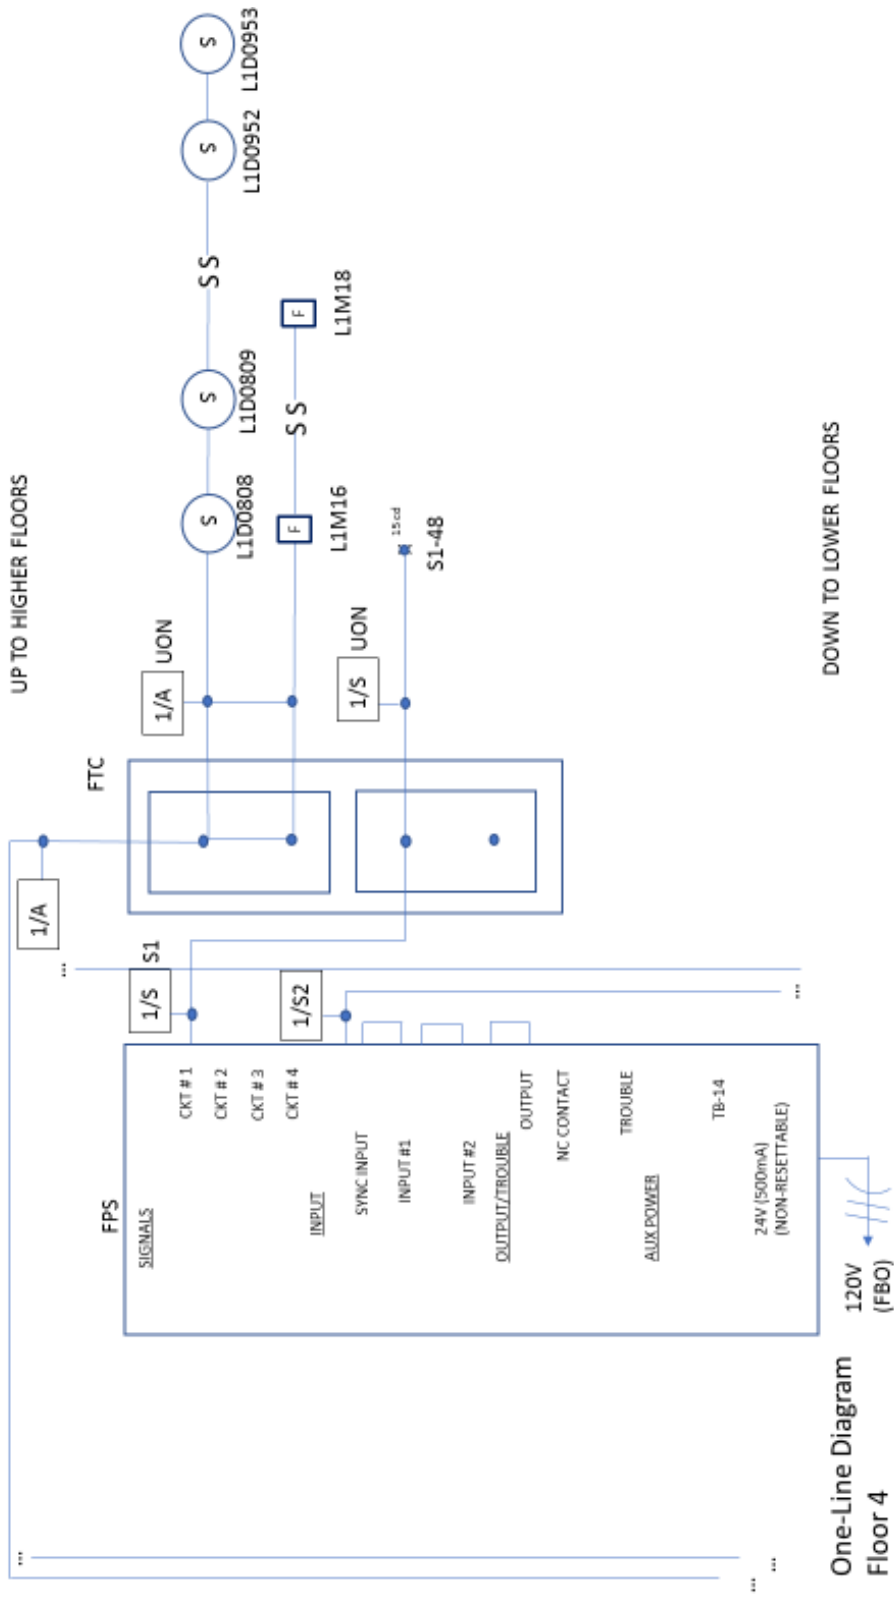 UP TO HIGHER FLOORS
1/A
FTC
1/A
UON
S
L1D0808
S
L1D0809
S S
S
L1D0952
S
L1D0953
F
L1M16
S S
F
L1M18
1/S
UON
15 cd
S1-48
...
1/S
S1
1/S2
...
FPS
SIGNALS
CKT # 1
CKT # 2
CKT # 3
CKT # 4
INPUT
SYNC INPUT
INPUT #1
INPUT #2
OUTPUT/TROUBLE
OUTPUT
NC CONTACT
TROUBLE
AUX POWER
TB-14
24V (500mA)
(NON-RESETTABLE)
120V
(FBO)
...
...
...
DOWN TO LOWER FLOORS
One-Line Diagram
Floor 4